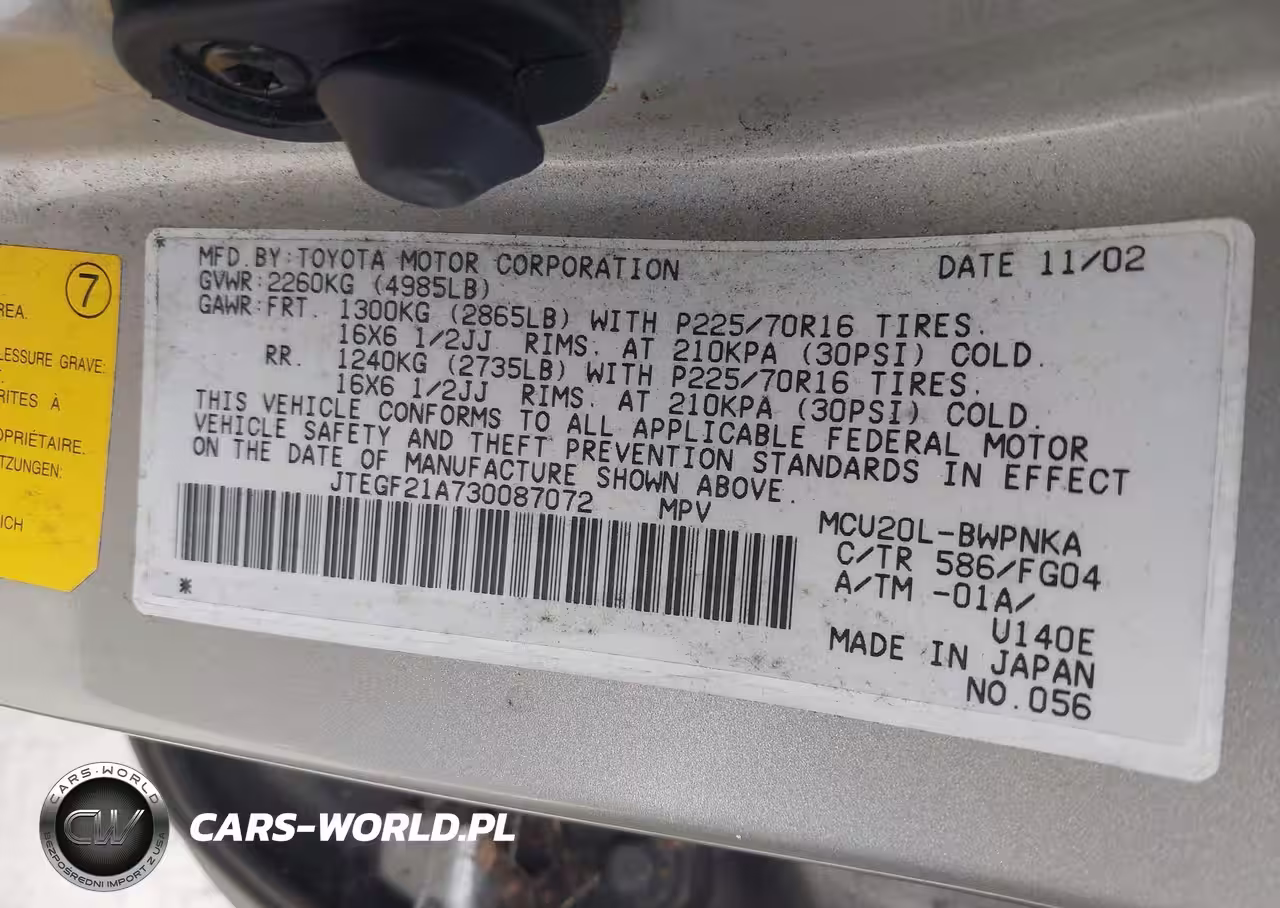 7
REA.
LESSURE GRAVE:
RITES À
OPRIÉTAIRE.
TZUNGEN:
ICH
MFD.BY:TOYOTA MOTOR CORPORATION DATE 11/02
GVWR:2260KG (4985LB)
GAWR:FRT. 1300KG (2865LB) WITH P225/70R16 TIRES.
16X6 1/2JJ RIMS. AT 210KPA (30PSI) COLD.
RR. 1240KG (2735LB) WITH P225/70R16 TIRES.
16X6 1/2JJ RIMS. AT 210KPA (30PSI) COLD.
THIS VEHICLE CONFORMS TO ALL APPLICABLE FEDERAL MOTOR
VEHICLE SAFETY AND THEFT PREVENTION STANDARDS IN EFFECT
ON THE DATE OF MANUFACTURE SHOWN ABOVE.
JTEGF21A730087072 MPV
MCU20L-BWPNKA
C/TR 586/FG04
A/TM -01A/
U140E
MADE IN JAPAN
NO.056
CARS-WORLD
CW
BEZPOŚREDNI IMPORT Z USA
CARS-WORLD.PL